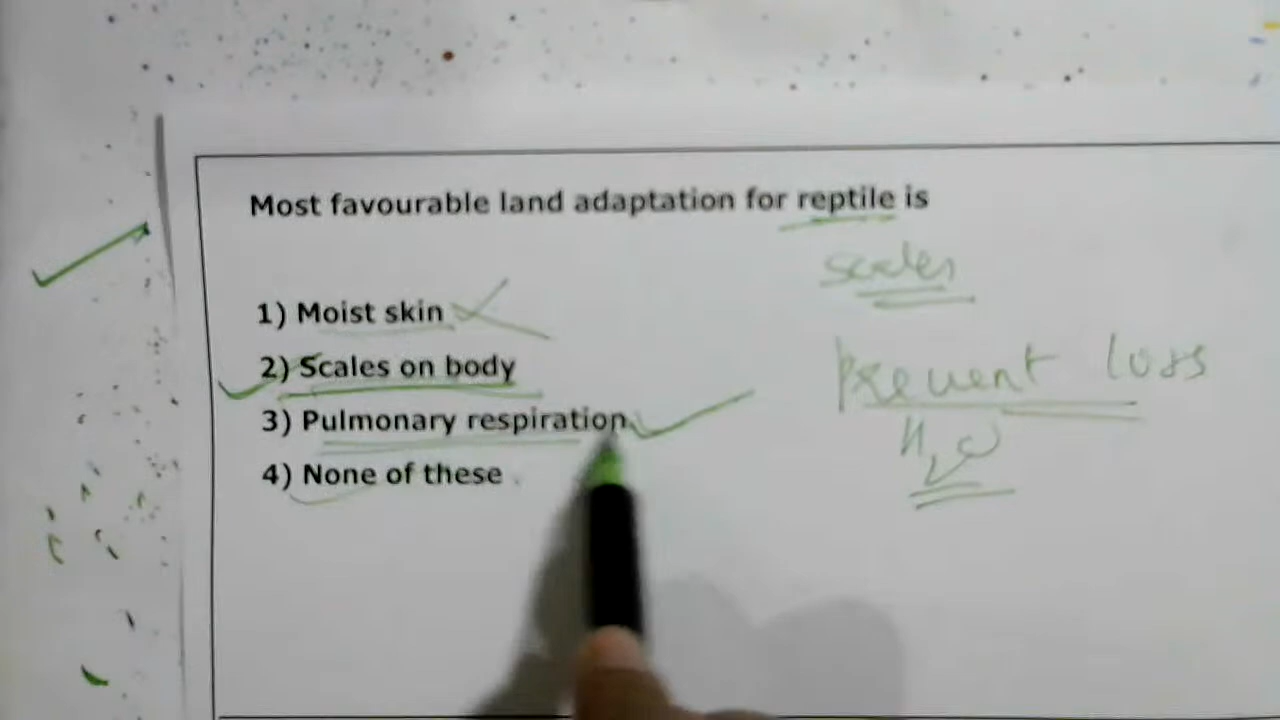 Most favourable land adaptation for reptile is
scales
1) Moist skin
2) Scales on body
Prevent loss
3) Pulmonary respiration
H2O
4) None of these